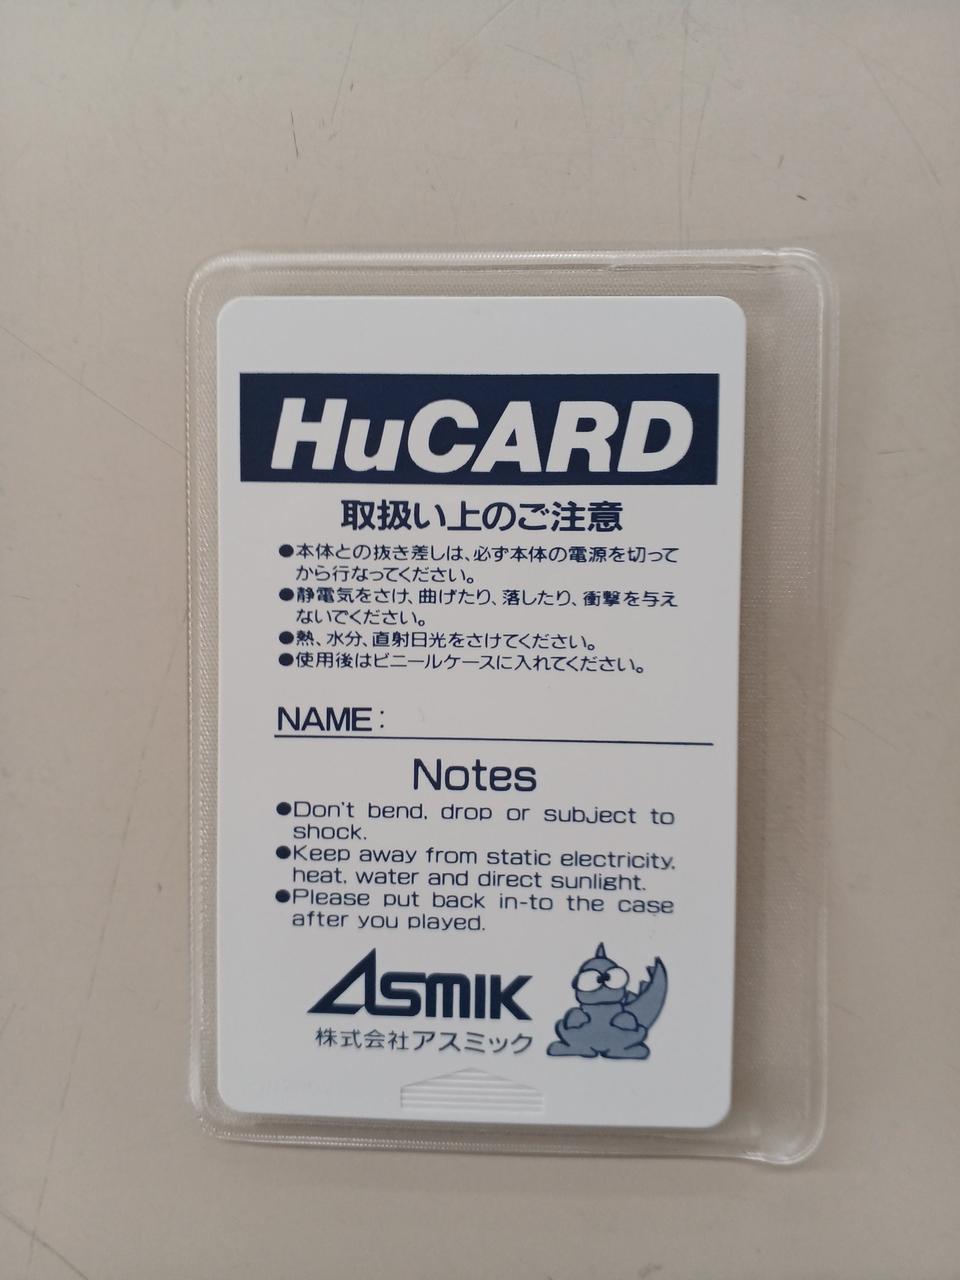 HuCARD
取扱い上のご注意
●本体との抜き差しは、必ず本体の電源を切って
から行なってください。
●静電気をさけ、曲げたり、落したり、衝撃を与え
ないでください。
●熱、水分、直射日光をさけてください。
●使用後はビニールケースに入れてください。
NAME:
Notes
●Don't bend, drop or subject to
shock.
●Keep away from static electricity,
heat, water and direct sunlight.
●Please put back in-to the case
after you played.
ASMIK
株式会社アスミック